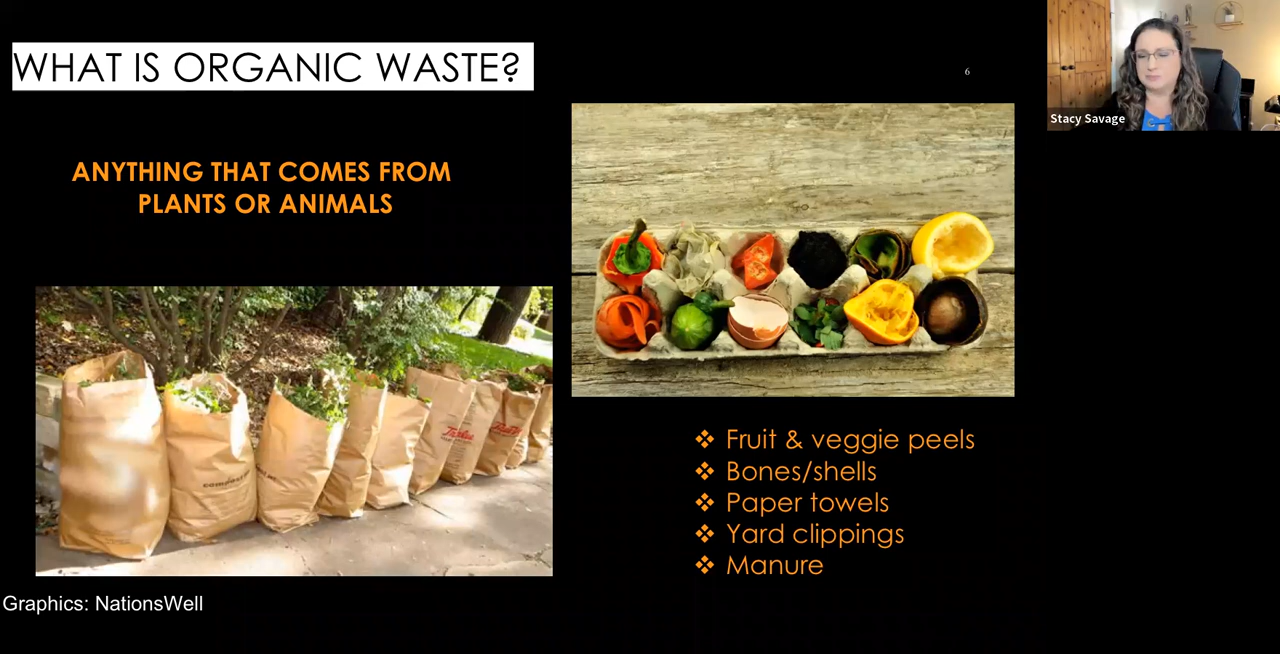 WHAT IS ORGANIC WASTE?
6
Stacy Savage
ANYTHING THAT COMES FROM
PLANTS OR ANIMALS
❖ Fruit & veggie peels
❖ Bones/shells
❖ Paper towels
❖ Yard clippings
❖ Manure
Graphics: NationsWell